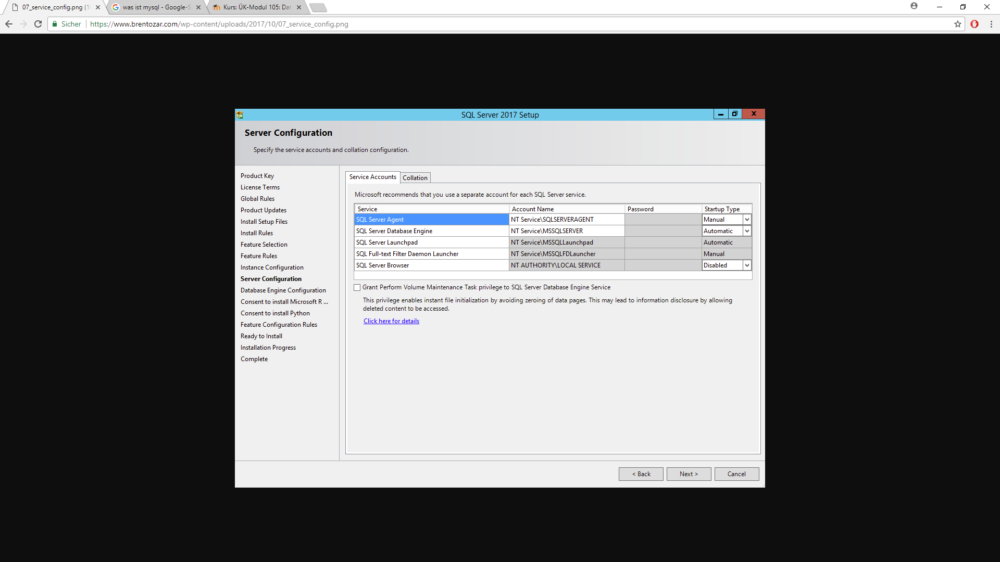 07_service_config.png (10
was ist mysql - Google-S
Kurs: ÜK-Modul 105: Dat
Sicher
https://www.brentozar.com/wp-content/uploads/2017/10/07_service_config.png
SQL Server 2017 Setup
Server Configuration
Specify the service accounts and collation configuration.
Product Key
License Terms
Global Rules
Product Updates
Install Setup Files
Install Rules
Feature Selection
Feature Rules
Instance Configuration
Server Configuration
Database Engine Configuration
Consent to install Microsoft R ...
Consent to install Python
Feature Configuration Rules
Ready to Install
Installation Progress
Complete
Service Accounts
Collation
Microsoft recommends that you use a separate account for each SQL Server service.
Service Account Name Password Startup Type
SQL Server Agent NT Service\SQLSERVERAGENT Manual
SQL Server Database Engine NT Service\MSSQLSERVER Automatic
SQL Server Launchpad NT Service\MSSQLLaunchpad Automatic
SQL Full-text Filter Daemon Launcher NT Service\MSSQLFDLauncher Manual
SQL Server Browser NT AUTHORITY\LOCAL SERVICE Disabled
Grant Perform Volume Maintenance Task privilege to SQL Server Database Engine Service
This privilege enables instant file initialization by avoiding zeroing of data pages. This may lead to information disclosure by allowing
deleted content to be accessed.
Click here for details
< Back
Next >
Cancel